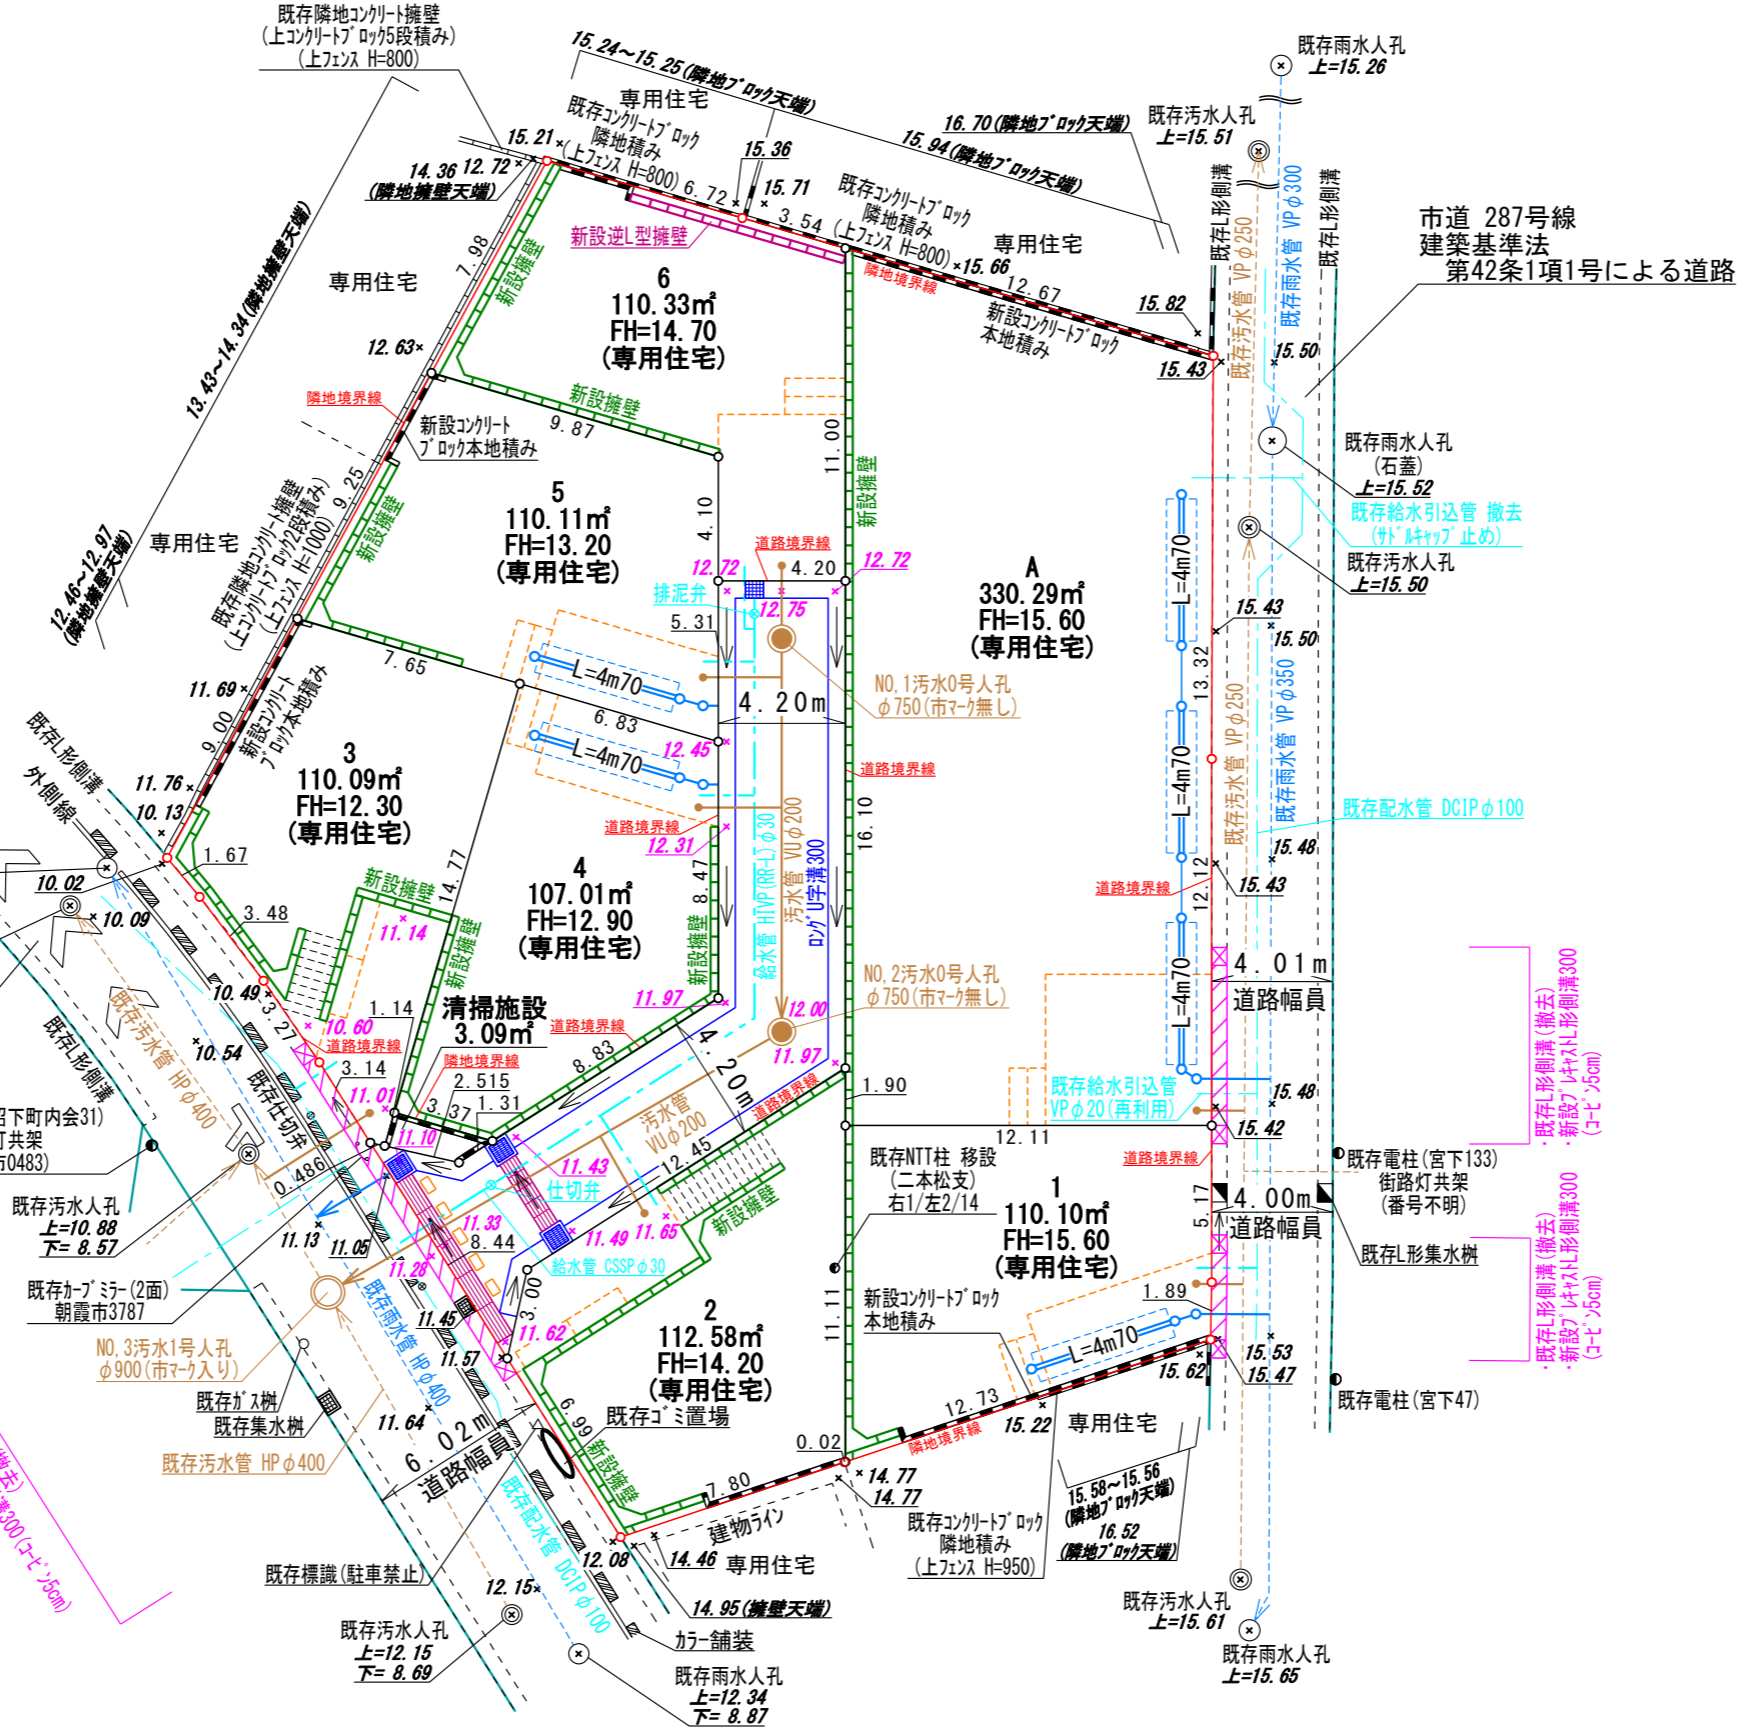 既存隣地コンクリート擁壁
(上コンクリートブロック5段積み)
(上フェンス H=800)
15.24～15.25(隣地ブロック天端)
専用住宅
既存コンクリートブロック
隣地積み
(上フェンス H=800)
15.21
14.36
12.72
(隣地擁壁天端)
6.72
15.36
15.71
16.70(隣地ブロック天端)
15.94(隣地ブロック天端)
既存コンクリートブロック
隣地積み
(上フェンス H=800)
3.54
専用住宅
15.66
12.67
隣地境界線
新設コンクリートブロック
本地積み
15.82
15.43
既存雨水人孔
上=15.26
既存汚水人孔
上=15.51
既存L形側溝
既存汚水管 VPφ250
既存雨水管 VPφ300
既存L形側溝
15.50
市道 287号線
建築基準法
第42条1項1号による道路
既存雨水人孔
(石蓋)
上=15.52
既存給水引込管 撤去
(サドルキャップ止め)
既存汚水人孔
上=15.50
13.43～14.34(隣地擁壁天端)
専用住宅
7.98
新設擁壁
新設逆L型擁壁
6
110.33㎡
FH=14.70
(専用住宅)
12.63
隣地境界線
新設コンクリート
ブロック本地積み
新設擁壁
9.87
11.00
新設擁壁
12.46～12.97
(隣地擁壁天端)
専用住宅
既存隣地コンクリート擁壁
(上コンクリートブロック2段積み)
(上フェンス H=1000)
9.25
新設擁壁
5
110.11㎡
FH=13.20
(専用住宅)
4.10
道路境界線
12.72
4.20
12.72
排泥弁
12.75
5.31
A
330.29㎡
FH=15.60
(専用住宅)
L=4m70
L=4m70
L=4m70
15.43
15.50
13.32
既存汚水管 VPφ250
既存雨水管 VPφ350
7.65
L=4m70
L=4m70
6.83
12.45
4.20m
NO,1汚水0号人孔
φ750(市マーク無し)
道路境界線
11.69
9.00
新設コンクリート
ブロック本地積み
既存L形側溝
外側線
11.76
10.13
3
110.09㎡
FH=12.30
(専用住宅)
道路境界線
12.31
16.10
既存配水管 DCIPφ100
15.48
12.12
15.43
道路境界線
10.02
10.09
1.67
3.48
新設擁壁
14.77
11.14
新設擁壁
4
107.01㎡
FH=12.90
(専用住宅)
8.47
新設擁壁
給水管 HIVP(RR-L)φ30
汚水管 VUφ200
ロングU字溝300
NO,2汚水0号人孔
φ750(市マーク無し)
12.00
11.97
11.97
4.01m
道路幅員
・既存L形側溝(撤去)
・新設プレキャストL形側溝300
(コーピン5cm)
10.49
3.27
10.60
道路境界線
10.54
既存汚水管 HPφ400
既存仕切弁
既存L形側溝
1.14
清掃施設
3.09㎡
道路境界線
隣地境界線
8.83
4.20m
3.14
11.01
2.515
3.37
1.31
11.10
道路境界線
汚水管
VUφ200
12.45
1.90
既存給水引込管
VPφ20(再利用)
15.48
12.11
15.42
道路境界線
既存電柱(宮下133)
街路灯共架
(番号不明)
既存汚水人孔
上=10.88
下= 8.57
0.486
11.13
11.05
11.33
11.28
8.44
11.43
仕切弁
11.49
11.65
給水管 CSSPφ30
新設擁壁
既存NTT柱 移設
(二本松支)
右1/左2/14
1
110.10㎡
FH=15.60
(専用住宅)
5.17
4.00m
道路幅員
既存L形集水桝
・既存L形側溝(撤去)
・新設プレキャストL形側溝300
(コーピン5cm)
既存カーブミラー(2面)
朝霞市3787
NO,3汚水1号人孔
φ900(市マーク入り)
既存ガス桝
既存集水桝
既存雨水管 HPφ400
11.45
11.57
3.00
11.62
11.64
2
112.58㎡
FH=14.20
(専用住宅)
11.11
新設コンクリートブロック
本地積み
1.89
L=4m70
15.62
15.53
15.47
既存電柱(宮下47)
既存汚水管 HPφ400
6.02m
道路幅員
6.99
既存ゴミ置場
新設擁壁
0.02
12.73
隣地境界線
15.22
専用住宅
14.77
14.77
7.80
建物ライン
既存コンクリートブロック
隣地積み
(上フェンス H=950)
15.58～15.56
(隣地ブロック天端)
16.52
(隣地ブロック天端)
既存配水管 DCIPφ100
既存標識(駐車禁止)
12.08
14.46
専用住宅
12.15
14.95(擁壁天端)
カラー舗装
既存汚水人孔
上=12.15
下= 8.69
既存雨水人孔
上=12.34
下= 8.87
既存汚水人孔
上=15.61
既存雨水人孔
上=15.65